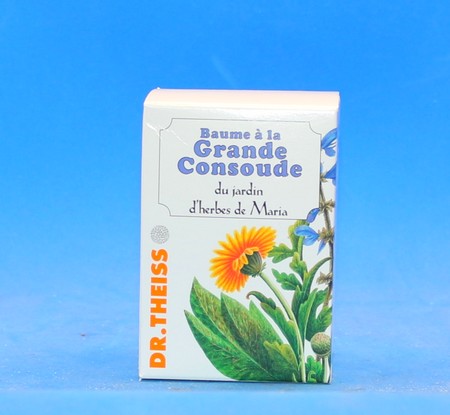 Baume à la
Grande
Consoude
du jardin
d'herbes de Maria
DR.THEISS